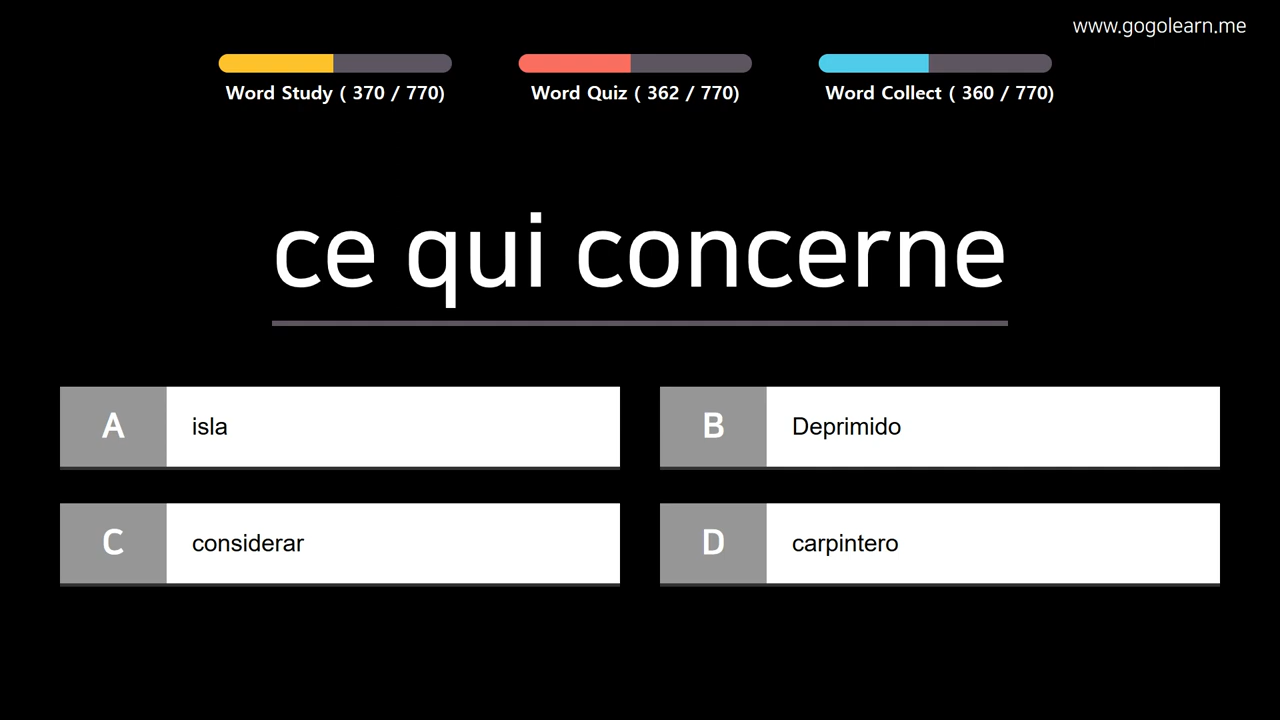 www.gogolearn.me
Word Study ( 370 / 770)
Word Quiz ( 362 / 770)
Word Collect ( 360 / 770)
ce qui concerne
A isla
B Deprimido
C considerar
D carpintero